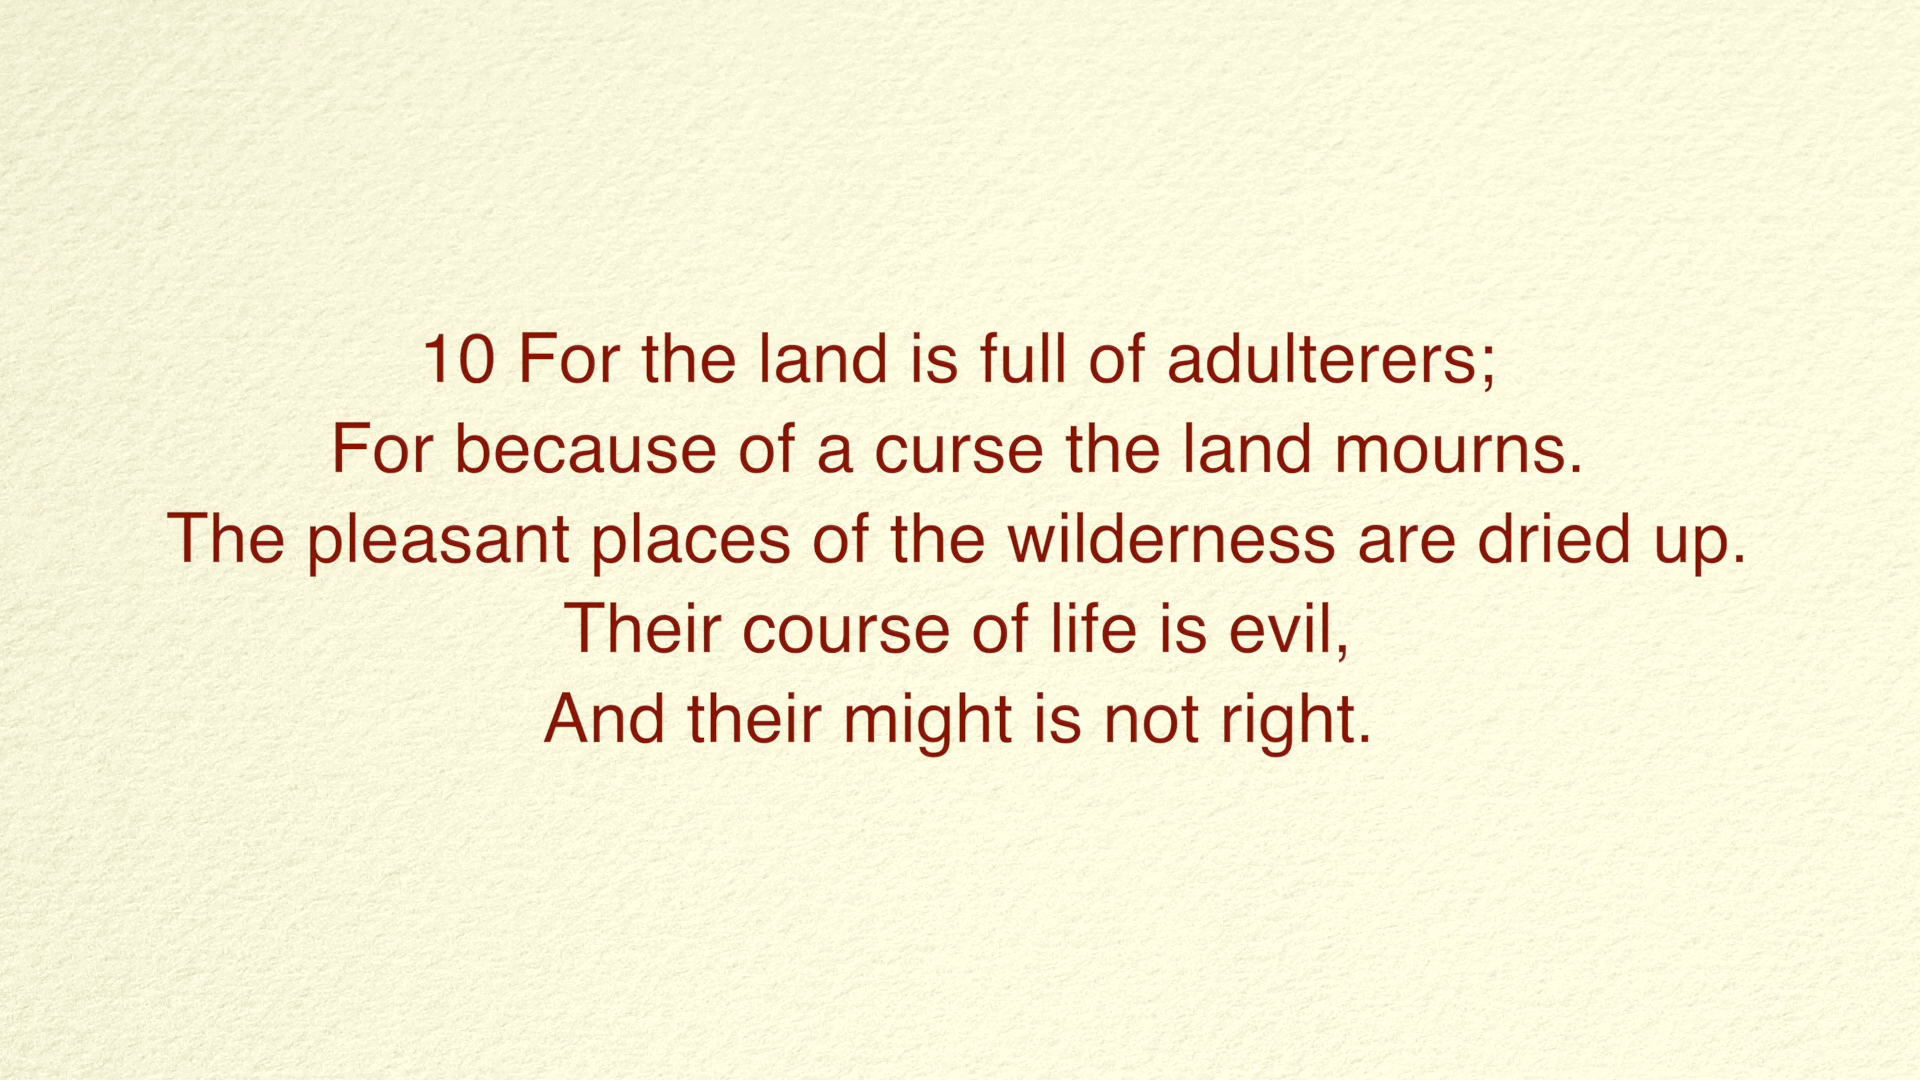 10 For the land is full of adulterers;
For because of a curse the land mourns.
The pleasant places of the wilderness are dried up.
Their course of life is evil,
And their might is not right.